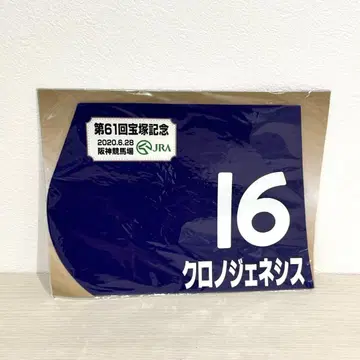 第61回宝塚記念
2020.6.28
阪神競馬場
JRA
16
クロノジェネシス